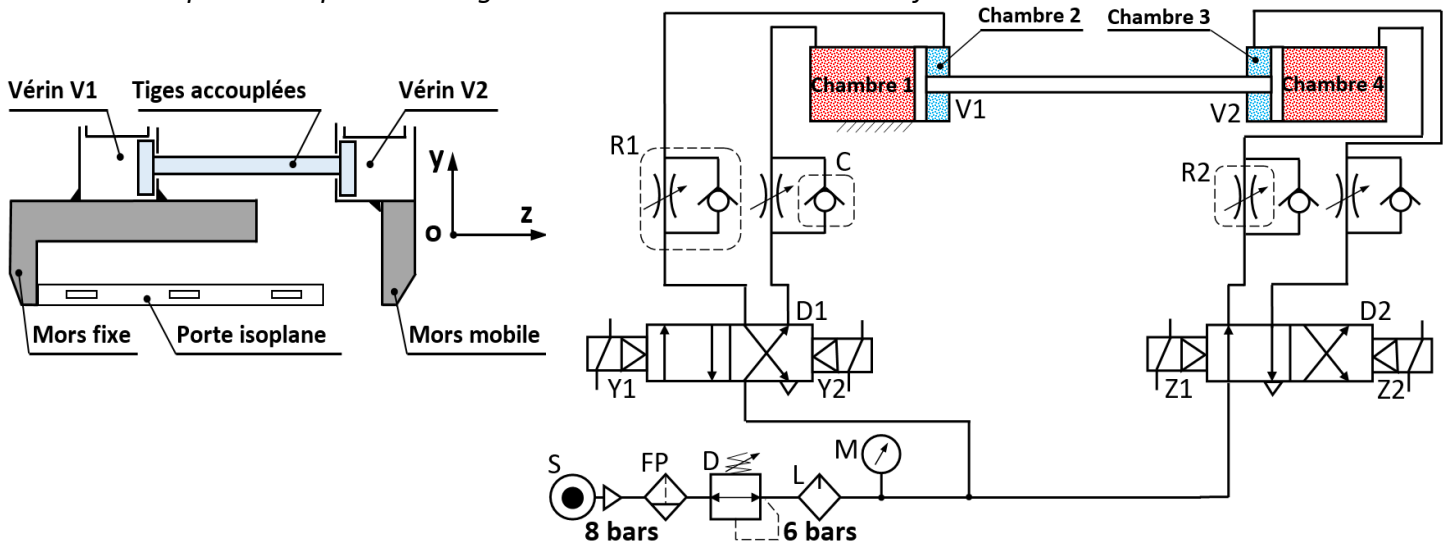 Chambre 2
Chambre 3
Vérin V1
Tiges accouplées
Vérin V2
Chambre 1
Chambre 4
V1
V2
y
z
o
R1
C
R2
Mors fixe
Porte isoplane
Mors mobile
D1
D2
Y1
Y2
Z1
Z2
S
FP
D
L
M
8 bars
6 bars